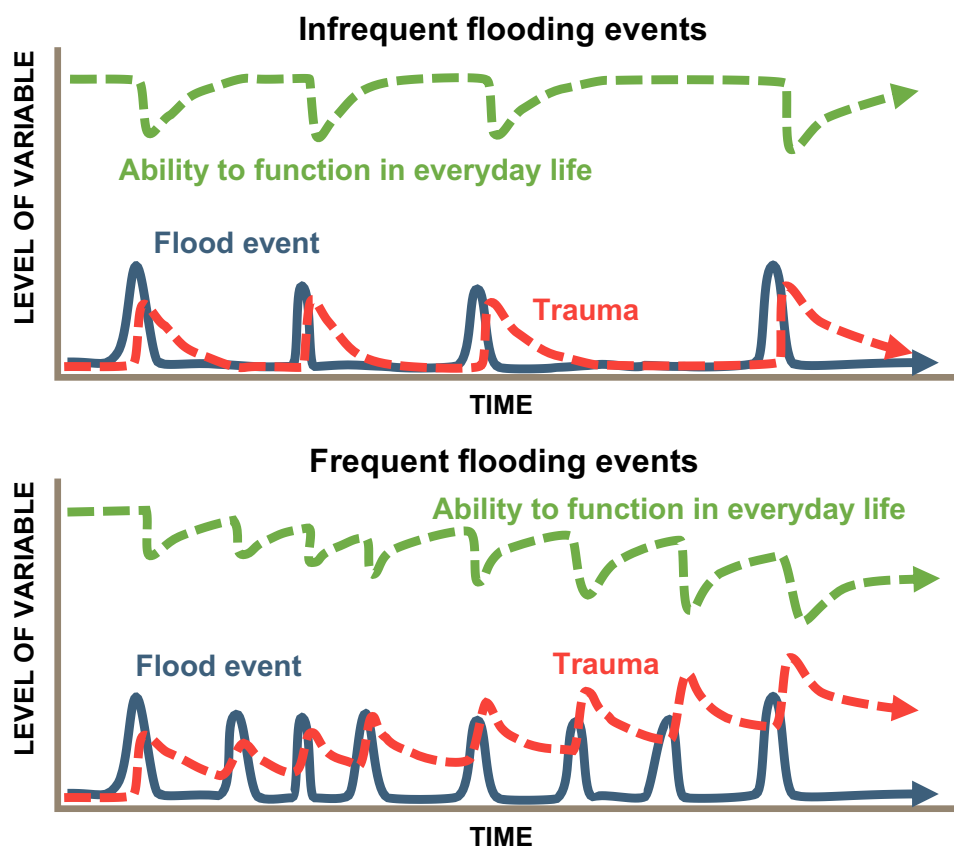 Infrequent flooding events
LEVEL OF VARIABLE
Ability to function in everyday life
Flood event
Trauma
TIME
Frequent flooding events
LEVEL OF VARIABLE
Ability to function in everyday life
Flood event
Trauma
TIME